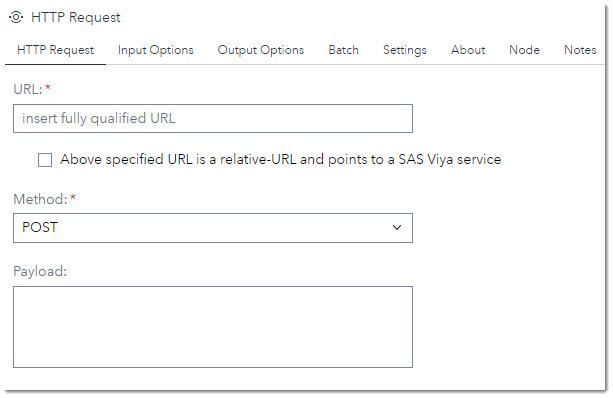 HTTP Request
HTTP Request Input Options Output Options Batch Settings About Node Notes
URL: *
insert fully qualified URL
Above specified URL is a relative-URL and points to a SAS Viya service
Method: *
POST
Payload: